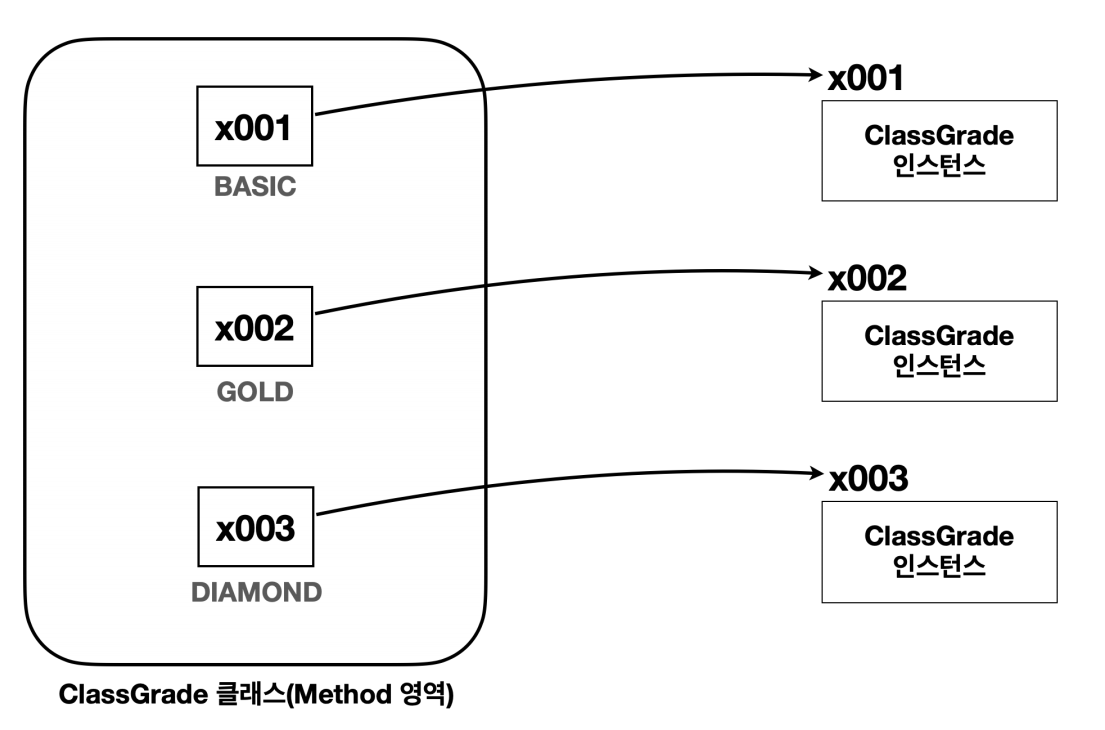 x001
BASIC
x002
GOLD
x003
DIAMOND
ClassGrade 클래스(Method 영역)
x001
ClassGrade
인스턴스
x002
ClassGrade
인스턴스
x003
ClassGrade
인스턴스